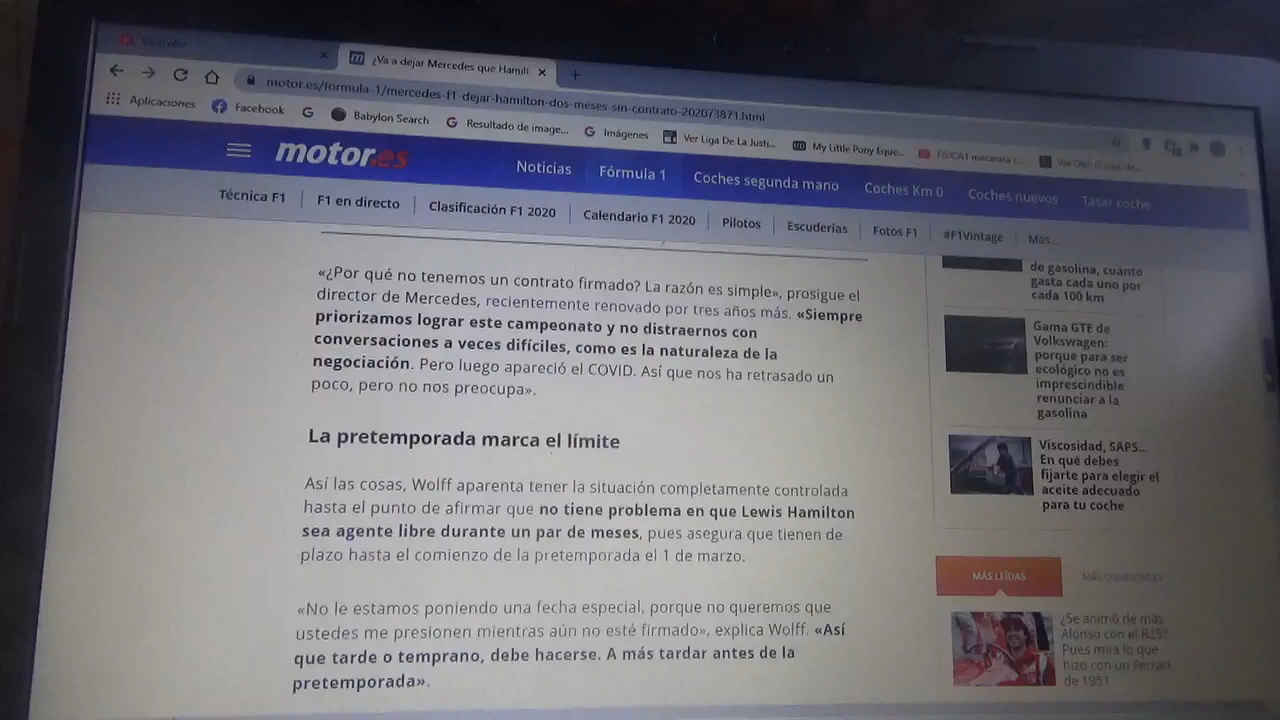 YouTube
¿Va a dejar Mercedes que Hamil
motor.es/formula-1/mercedes-f1-dejar-hamilton-dos-meses-sin-contrato-202073871.html
Aplicaciones Facebook Babylon Search Resultado de image... Imágenes Ver Liga De La Justi... My Little Pony Eque... FISICA1 mecanica c...
motor.es Noticias Fórmula 1 Coches segunda mano Coches Km 0 Coches nuevos Tasar coche
Técnica F1 F1 en directo Clasificación F1 2020 Calendario F1 2020 Pilotos Escuderías Fotos F1 #F1Vintage Más...
«¿Por qué no tenemos un contrato firmado? La razón es simple», prosigue el
director de Mercedes, recientemente renovado por tres años más. «Siempre
priorizamos lograr este campeonato y no distraernos con
conversaciones a veces difíciles, como es la naturaleza de la
negociación. Pero luego apareció el COVID. Así que nos ha retrasado un
poco, pero no nos preocupa».
La pretemporada marca el límite
Así las cosas, Wolff aparenta tener la situación completamente controlada
hasta el punto de afirmar que no tiene problema en que Lewis Hamilton
sea agente libre durante un par de meses, pues asegura que tienen de
plazo hasta el comienzo de la pretemporada el 1 de marzo.
«No le estamos poniendo una fecha especial, porque no queremos que
ustedes me presionen mientras aún no esté firmado», explica Wolff. «Así
que tarde o temprano, debe hacerse. A más tardar antes de la
pretemporada».
de gasolina, cuánto
gasta cada uno por
cada 100 km
Gama GTE de
Volkswagen:
porque para ser
ecológico no es
imprescindible
renunciar a la
gasolina
Viscosidad, SAPS...
En qué debes
fijarte para elegir el
aceite adecuado
para tu coche
MÁS LEÍDAS MÁS COMENTADAS
¿Se animó de más
Alonso con el R25?
Pues mira lo que
hizo con un Ferrari
de 1951